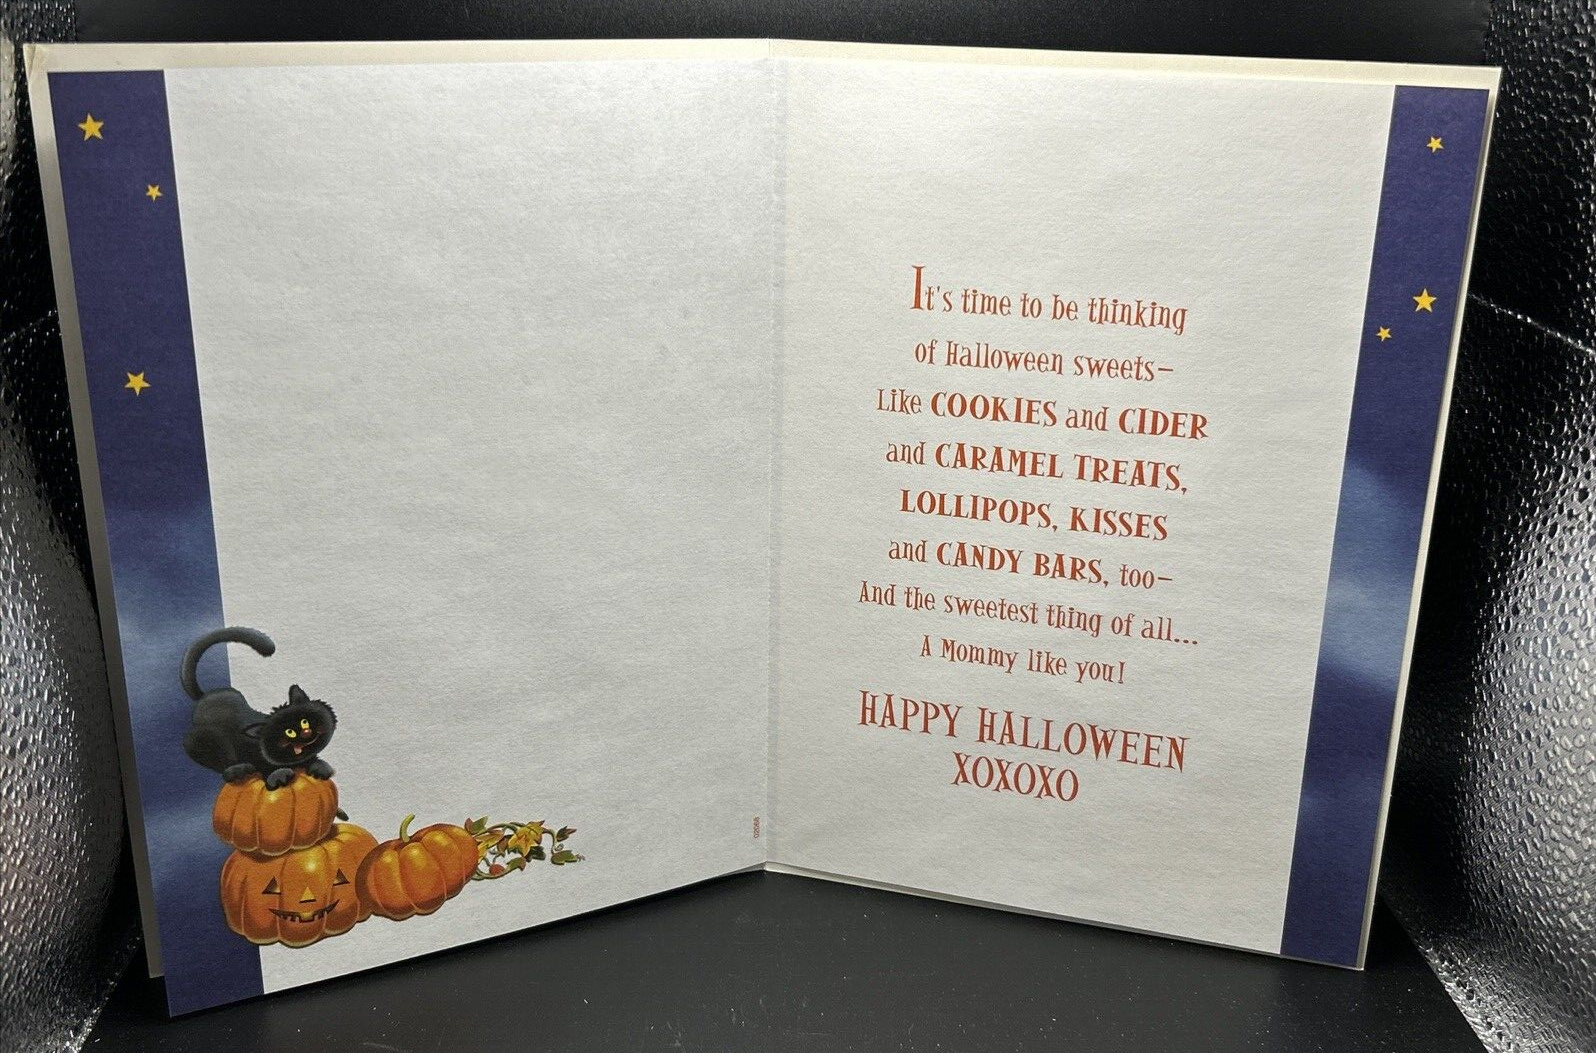 It's time to be thinking
of Halloween sweets–
Like COOKIES and CIDER
and CARAMEL TREATS,
LOLLIPOPS, KISSES
and CANDY BARS, too–
And the sweetest thing of all...
A Mommy like you!
HAPPY HALLOWEEN
XOXOXO